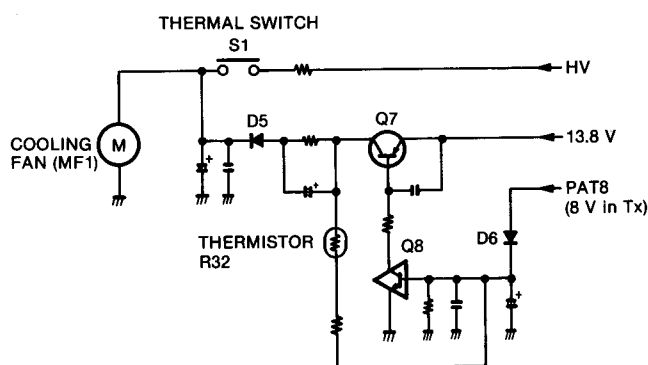 THERMAL SWITCH
S1
HV
D5
Q7
13.8 V
COOLING
FAN (MF1)
M
PAT8
(8 V in Tx)
D6
THERMISTOR
R32
Q8